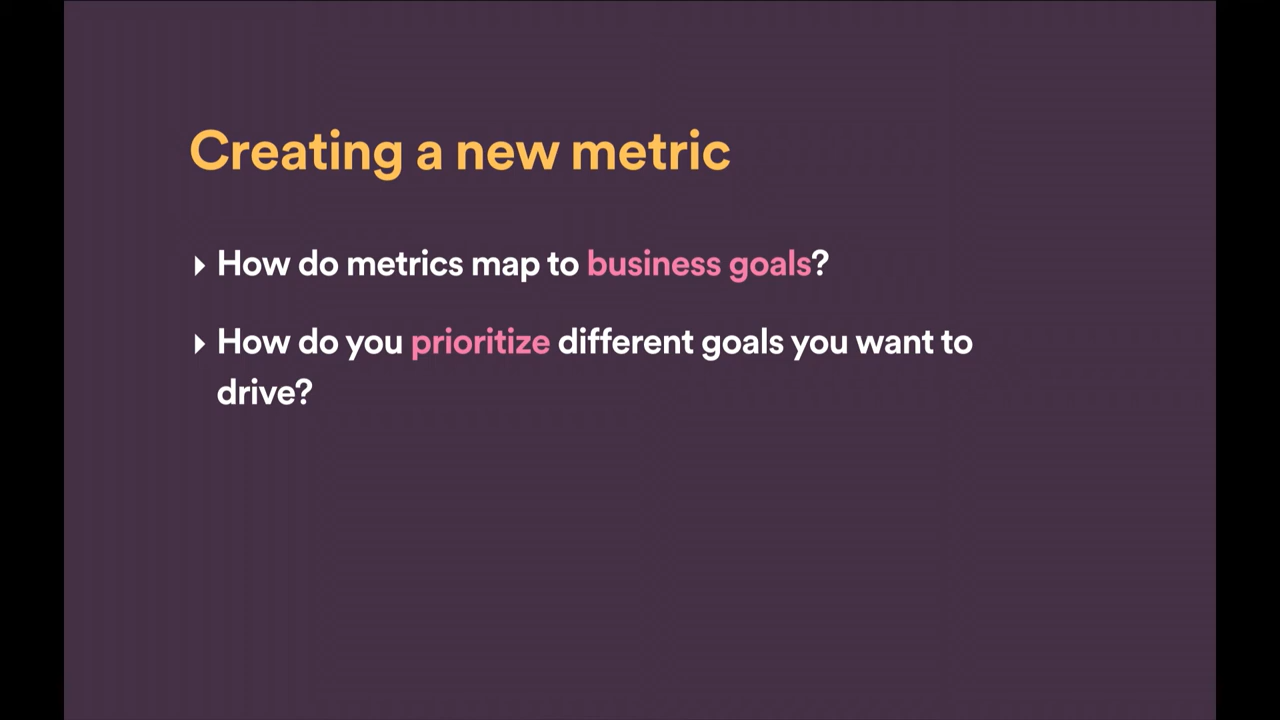 Creating a new metric
How do metrics map to business goals?
How do you prioritize different goals you want to
drive?